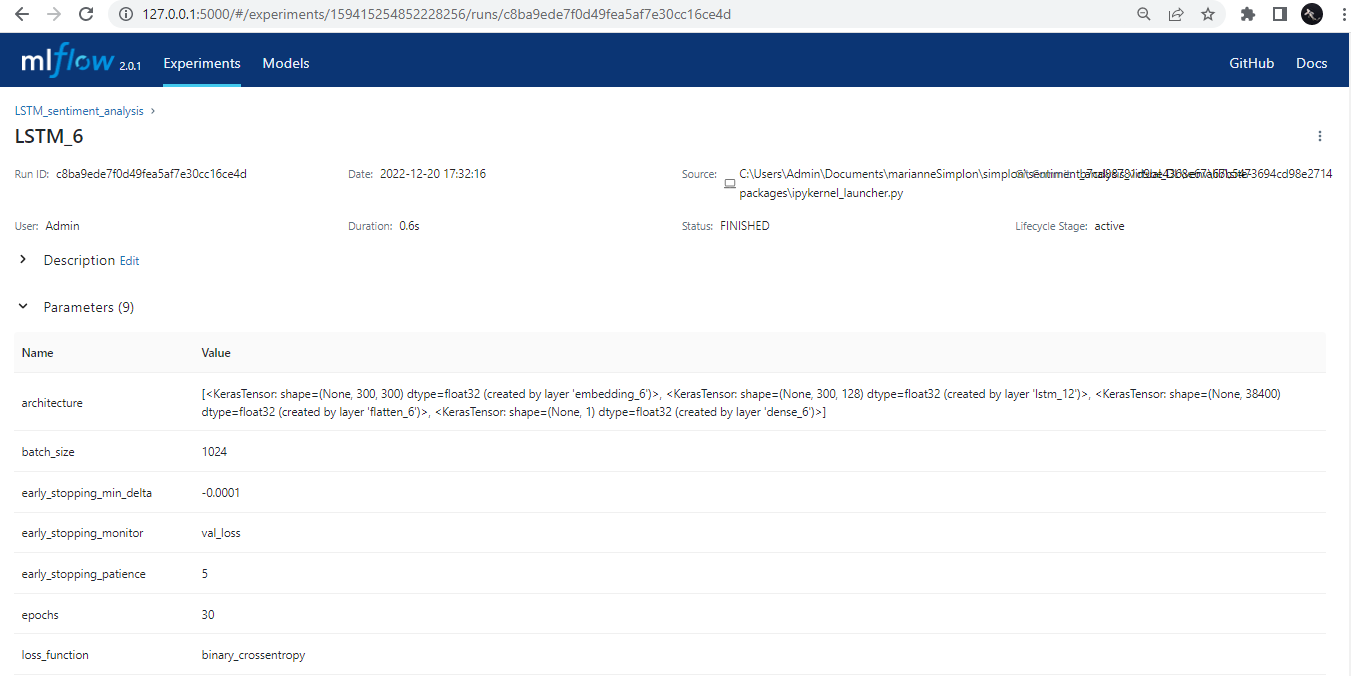 127.0.0.1:5000/#/experiments/159415254852228256/runs/c8ba9ede7f0d49fea5af7e30cc16ce4d
mlflow 2.0.1 Experiments Models GitHub Docs
LSTM_sentiment_analysis
LSTM_6
Run ID: c8ba9ede7f0d49fea5af7e30cc16ce4d Date: 2022-12-20 17:32:16 Source: C:\Users\Admin\Documents\marianneSimplon\simplon\sentiment
packages\ipykernel_launcher.py
User: Admin Duration: 0.6s Status: FINISHED Lifecycle Stage: active
Description Edit
Parameters (9)
Name Value
architecture [<KerasTensor: shape=(None, 300, 300) dtype=float32 (created by layer 'embedding_6')>, <KerasTensor: shape=(None, 300, 128) dtype=float32 (created by layer 'lstm_12')>, <KerasTensor: shape=(None, 38400)
dtype=float32 (created by layer 'flatten_6')>, <KerasTensor: shape=(None, 1) dtype=float32 (created by layer 'dense_6')>]
batch_size 1024
early_stopping_min_delta -0.0001
early_stopping_monitor val_loss
early_stopping_patience 5
epochs 30
loss_function binary_crossentropy